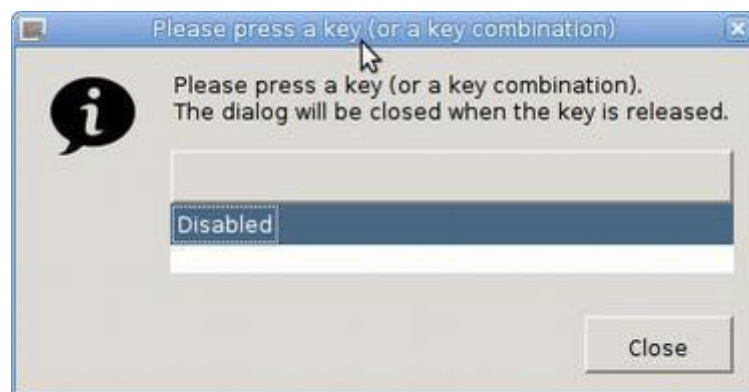 Please press a key (or a key combination)
Please press a key (or a key combination).
The dialog will be closed when the key is released.
Disabled
Close